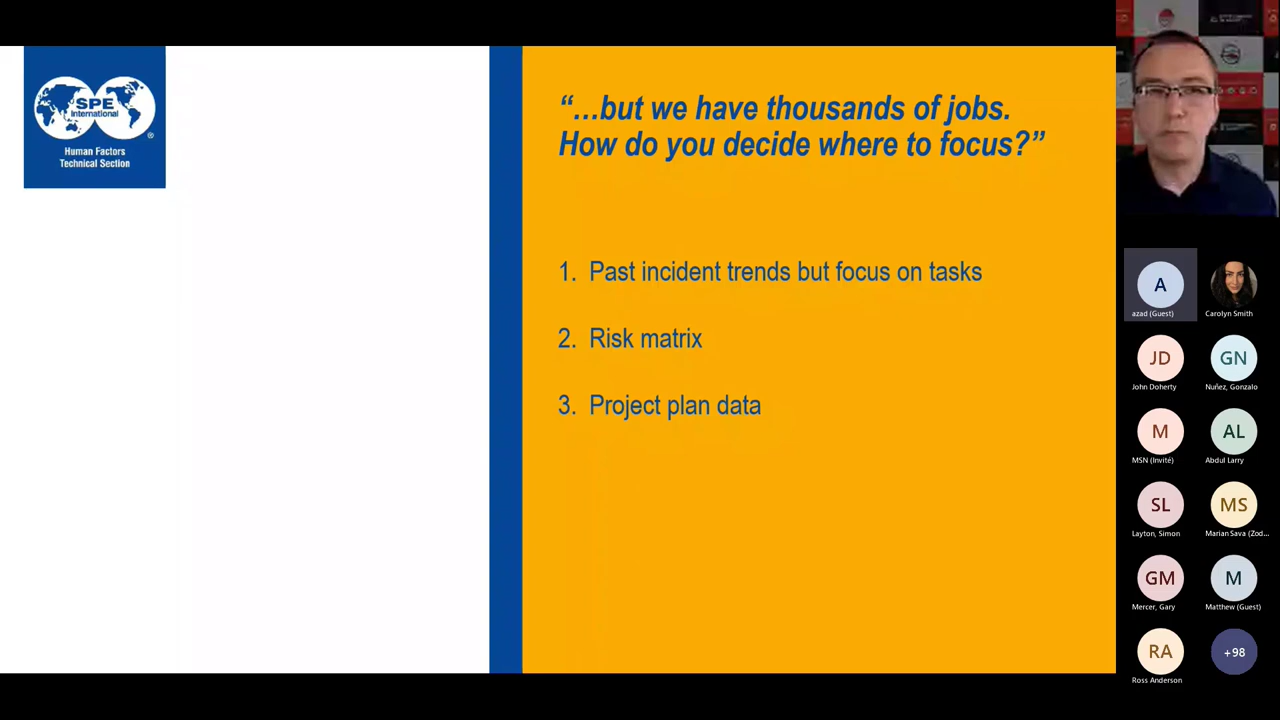 SPE
International
®
Human Factors
Technical Section
“…but we have thousands of jobs.
How do you decide where to focus?”
1. Past incident trends but focus on tasks
2. Risk matrix
3. Project plan data
A
azad (Guest)
Carolyn Smith
JD
John Doherty
GN
Nuñez, Gonzalo
M
MSN (Invité)
AL
Abdul Larry
SL
Layton, Simon
MS
Marian Sava (Zod...
GM
Mercer, Gary
M
Matthew (Guest)
RA
Ross Anderson
+98